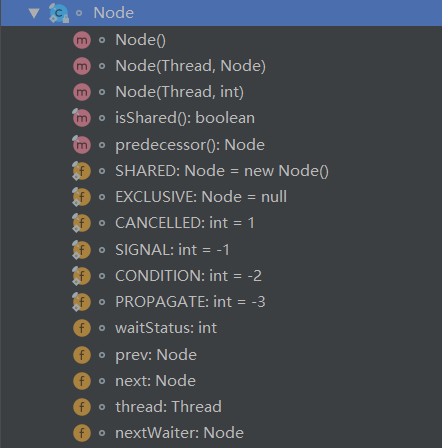 Node
Node()
Node(Thread, Node)
Node(Thread, int)
isShared(): boolean
predecessor(): Node
SHARED: Node = new Node()
EXCLUSIVE: Node = null
CANCELLED: int = 1
SIGNAL: int = -1
CONDITION: int = -2
PROPAGATE: int = -3
waitStatus: int
prev: Node
next: Node
thread: Thread
nextWaiter: Node